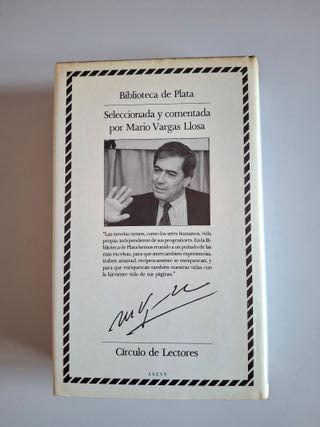 Biblioteca de Plata
Seleccionada y comentada
por Mario Vargas Llosa
"Las novelas tienen, como los seres humanos, vida
propia, independiente de sus progenitores. En la Bi-
blioteca de Plata hemos reunido a un puñado de las
más excelsas, para que intercambien experiencias,
traben amistad, recíprocamente se enriquezcan, y
para que enriquezcan también nuestras vidas con
la hirviente vida de sus páginas."
Círculo de Lectores